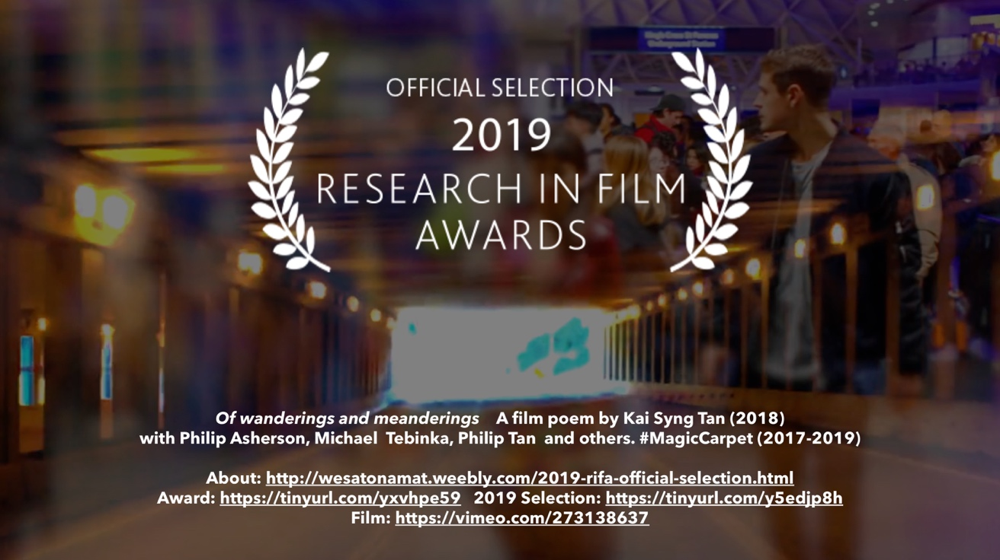 OFFICIAL SELECTION
2019
RESEARCH IN FILM
AWARDS
Of wanderings and meanderings A film poem by Kai Syng Tan (2018)
with Philip Asherson, Michael Tebinka, Philip Tan and others. #MagicCarpet (2017-2019)
About: http://wesatonamat.weebly.com/2019-rifa-official-selection.html
Award: https://tinyurl.com/yxvhpe59 2019 Selection: https://tinyurl.com/y5edjp8h
Film: https://vimeo.com/273138637